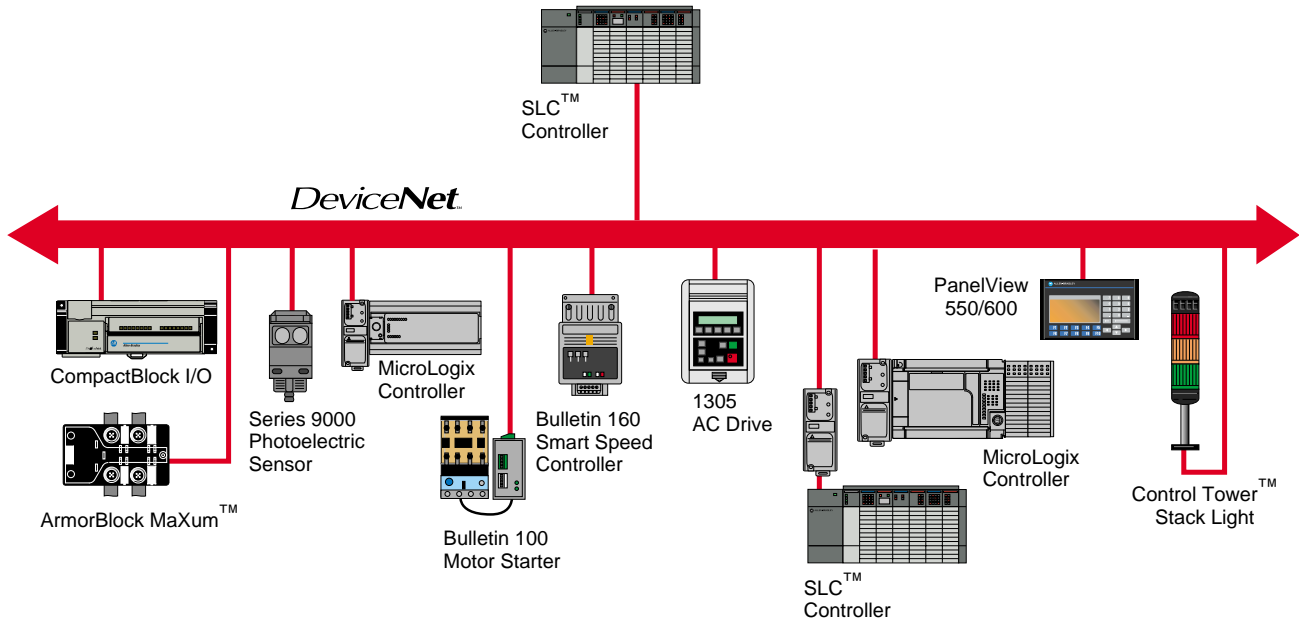 SLC™
Controller
DeviceNet
PanelView
550/600
CompactBlock I/O
MicroLogix
Controller
Series 9000
Photoelectric
Sensor
Bulletin 160
Smart Speed
Controller
1305
AC Drive
MicroLogix
Controller
Control Tower™
Stack Light
ArmorBlock MaXum™
Bulletin 100
Motor Starter
SLC™
Controller